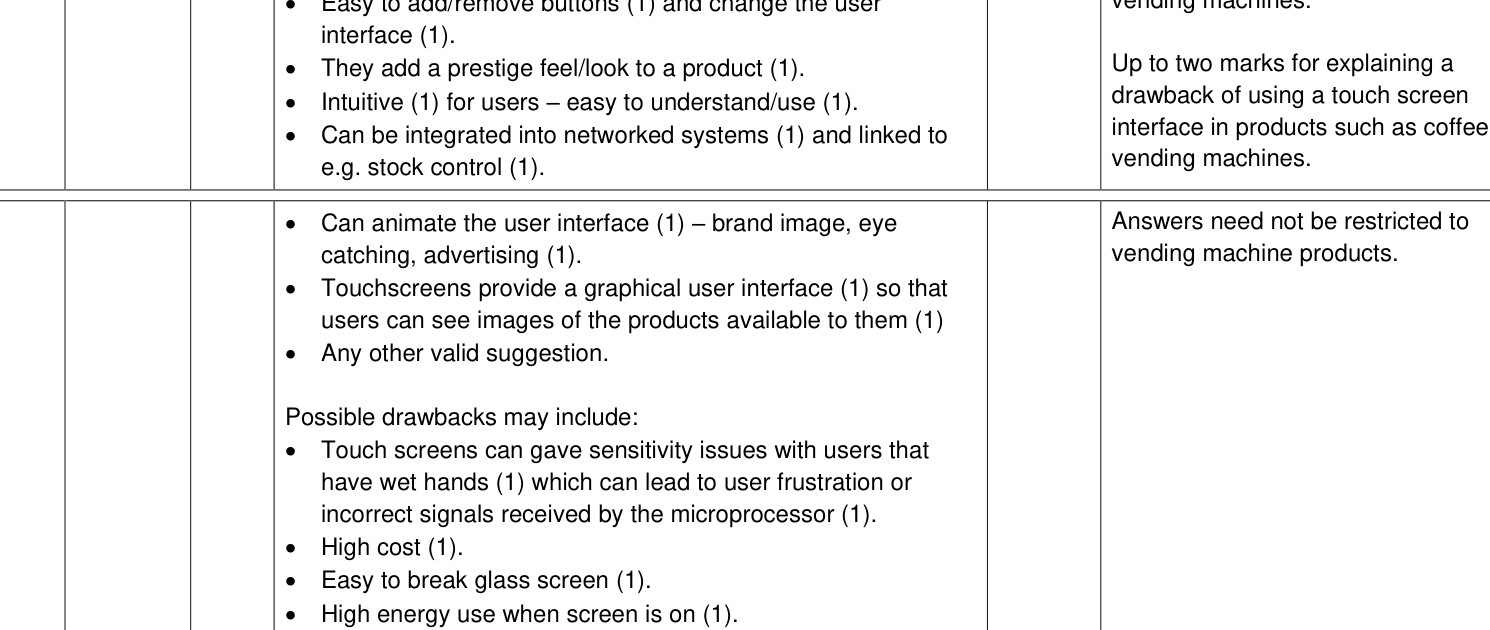 • Easy to add/remove buttons (1) and change the user
interface (1).
• They add a prestige feel/look to a product (1).
• Intuitive (1) for users – easy to understand/use (1).
• Can be integrated into networked systems (1) and linked to
e.g. stock control (1).
vending machines.
Up to two marks for explaining a
drawback of using a touch screen
interface in products such as coffee
vending machines.
• Can animate the user interface (1) – brand image, eye
catching, advertising (1).
• Touchscreens provide a graphical user interface (1) so that
users can see images of the products available to them (1)
• Any other valid suggestion.
Possible drawbacks may include:
• Touch screens can gave sensitivity issues with users that
have wet hands (1) which can lead to user frustration or
incorrect signals received by the microprocessor (1).
• High cost (1).
• Easy to break glass screen (1).
• High energy use when screen is on (1).
Answers need not be restricted to
vending machine products.